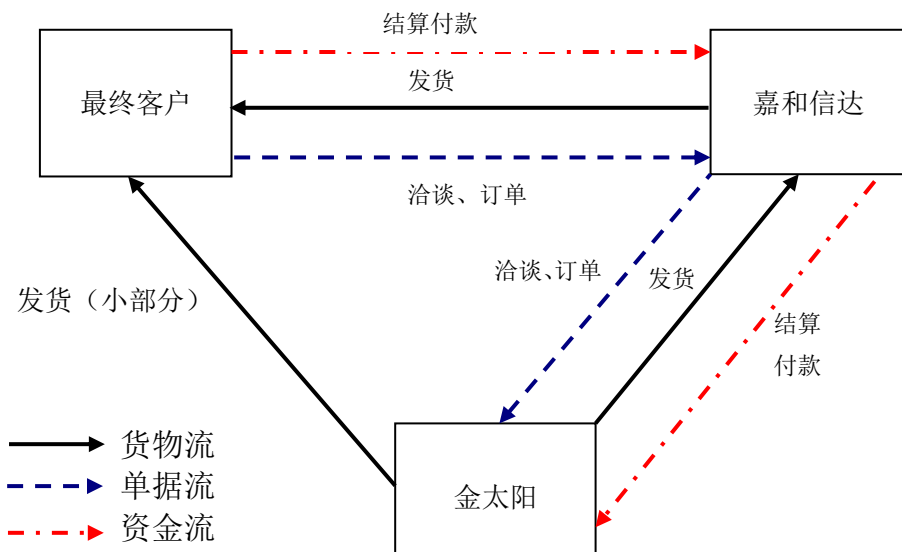 结算付款
发货
最终客户
嘉和信达
洽谈、订单
洽谈、订单
发货
发货（小部分）
结算
付款
货物流
单据流
金太阳
资金流